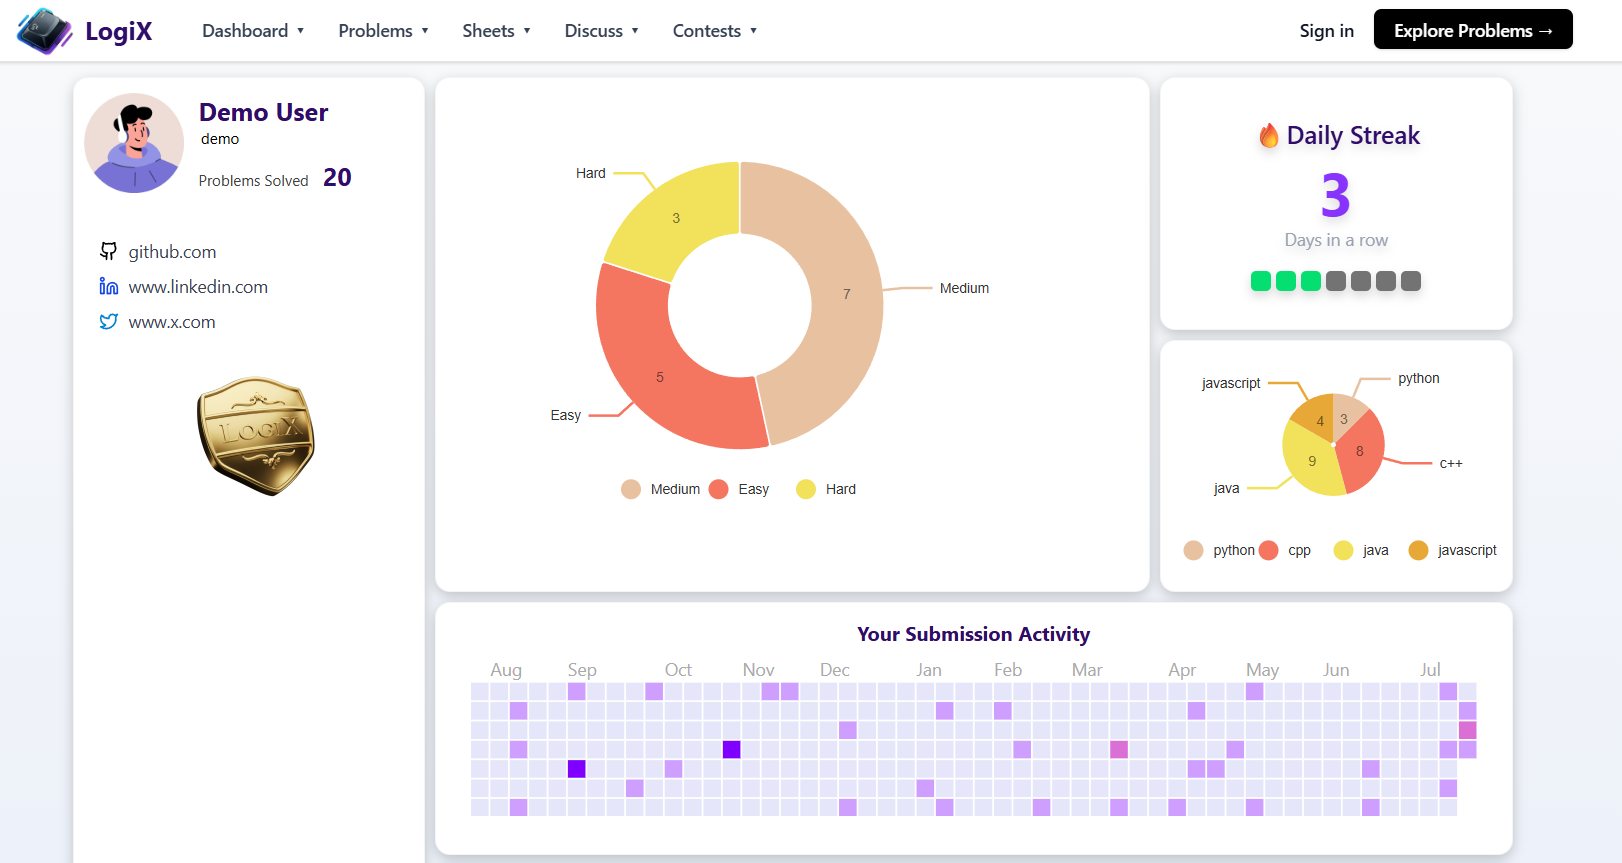 LogiX
Dashboard ▼
Problems ▼
Sheets ▼
Discuss ▼
Contests ▼
Sign in
Explore Problems →
Demo User
demo
Problems Solved 20
github.com
www.linkedin.com
www.x.com
LOGIX
Hard
3
7
Medium
5
Easy
Medium Easy Hard
Daily Streak
3
Days in a row
javascript
python
4
3
8
9
c++
java
python cpp java javascript
Your Submission Activity
Aug Sep Oct Nov Dec Jan Feb Mar Apr May Jun Jul